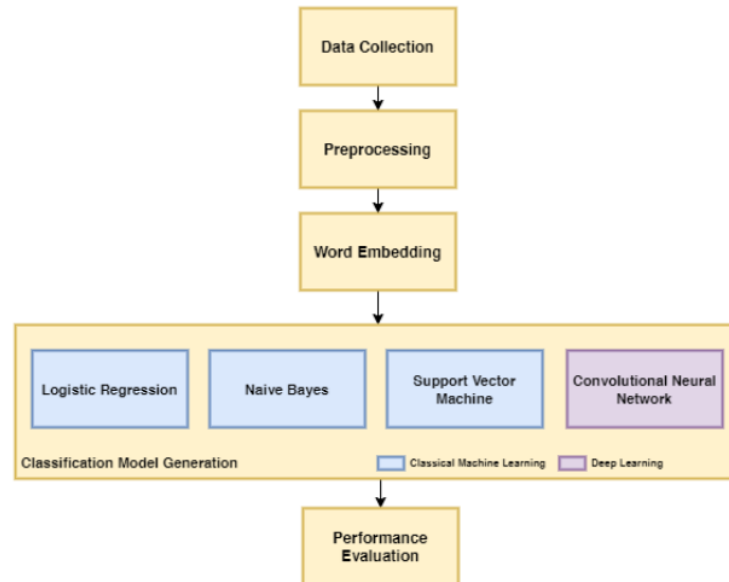 Data Collection
Preprocessing
Word Embedding
Logistic Regression
Naive Bayes
Support Vector
Machine
Convolutional Neural
Network
Classification Model Generation
Classical Machine Learning
Deep Learning
Performance
Evaluation